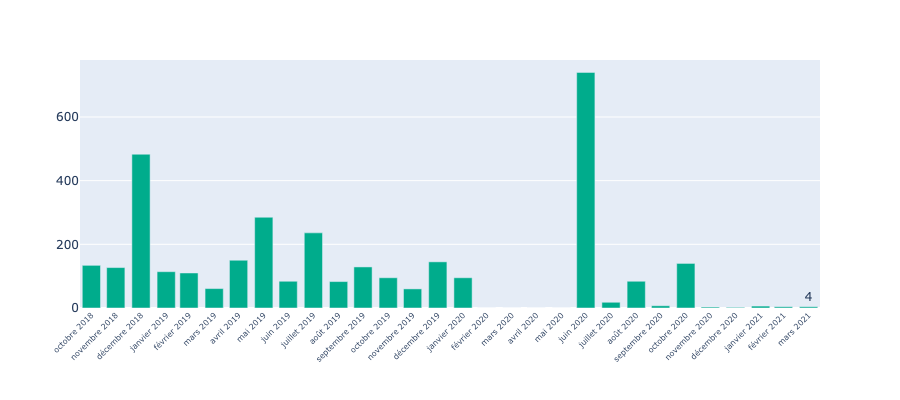 600
400
200
0
4
octobre 2018
novembre 2018
décembre 2018
janvier 2019
février 2019
mars 2019
avril 2019
mai 2019
juin 2019
juillet 2019
août 2019
septembre 2019
octobre 2019
novembre 2019
décembre 2019
janvier 2020
février 2020
mars 2020
avril 2020
mai 2020
juin 2020
juillet 2020
août 2020
septembre 2020
octobre 2020
novembre 2020
décembre 2020
janvier 2021
février 2021
mars 2021